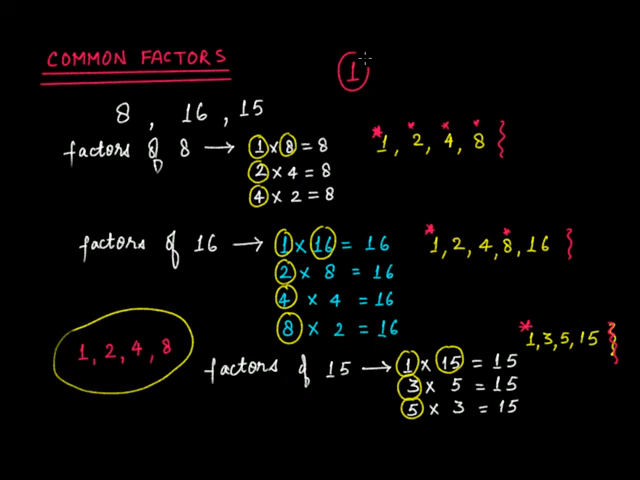 COMMON FACTORS
1
8, 16, 15
factors of 8 → 1 × 8 = 8
2 × 4 = 8
4 × 2 = 8
*1, *2, *4, *8 }
factors of 16 → 1 × 16 = 16
2 × 8 = 16
4 × 4 = 16
8 × 2 = 16
*1, 2, 4, *8, 16 }
1, 2, 4, 8
factors of 15 → 1 × 15 = 15
3 × 5 = 15
5 × 3 = 15
*1, 3, 5, 15 }